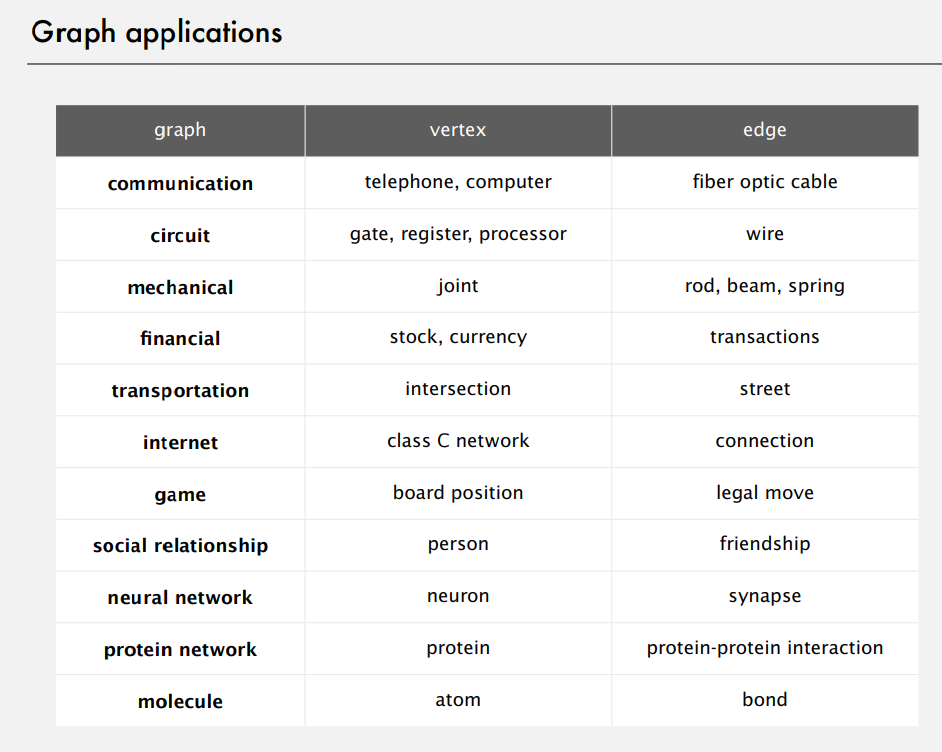 Graph applications
graph vertex edge
communication telephone, computer fiber optic cable
circuit gate, register, processor wire
mechanical joint rod, beam, spring
financial stock, currency transactions
transportation intersection street
internet class C network connection
game board position legal move
social relationship person friendship
neural network neuron synapse
protein network protein protein-protein interaction
molecule atom bond